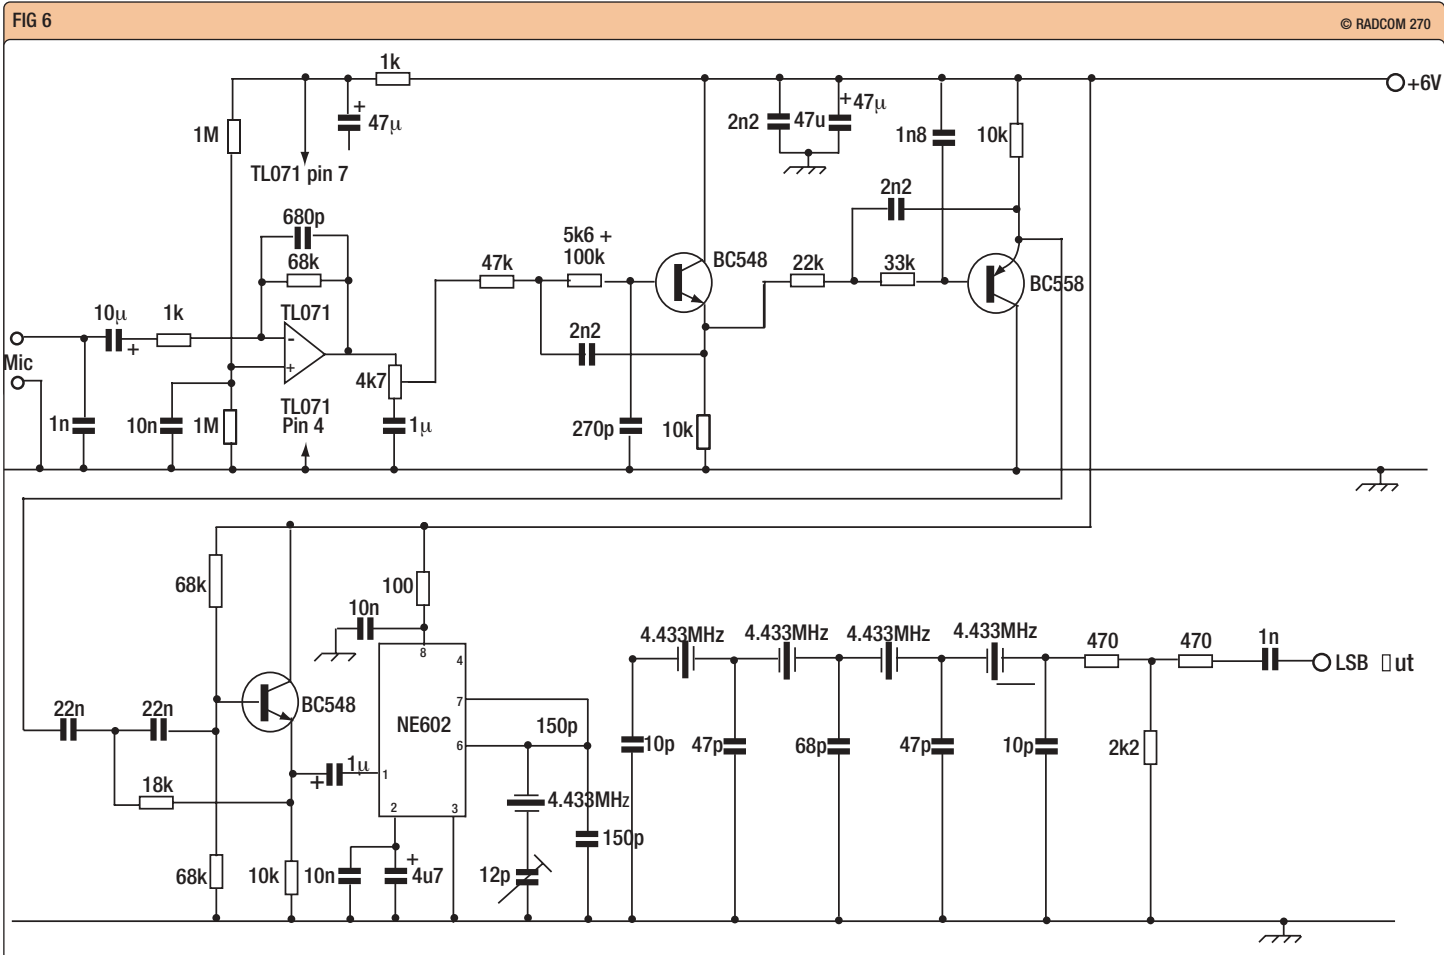 FIG 6
© RADCOM 270
1k
+6V
1M
+
47µ
TL071 pin 7
2n2
47u
+
47µ
1n8
10k
680p
68k
5k6 +
100k
47k
BC548
2n2
22k
33k
BC558
10µ
+
1k
TL071
-
+
Mic
4k7
2n2
1n
10n
1M
TL071
Pin 4
1µ
270p
10k
68k
100
10n
8
4
7
6
1
2
3
NE602
BC548
22n
22n
18k
+
1µ
150p
4.433MHz
150p
12p
68k
10k
10n
+
4u7
4.433MHz
4.433MHz
4.433MHz
4.433MHz
470
470
1n
LSB ▯ut
10p
47p
68p
47p
10p
2k2